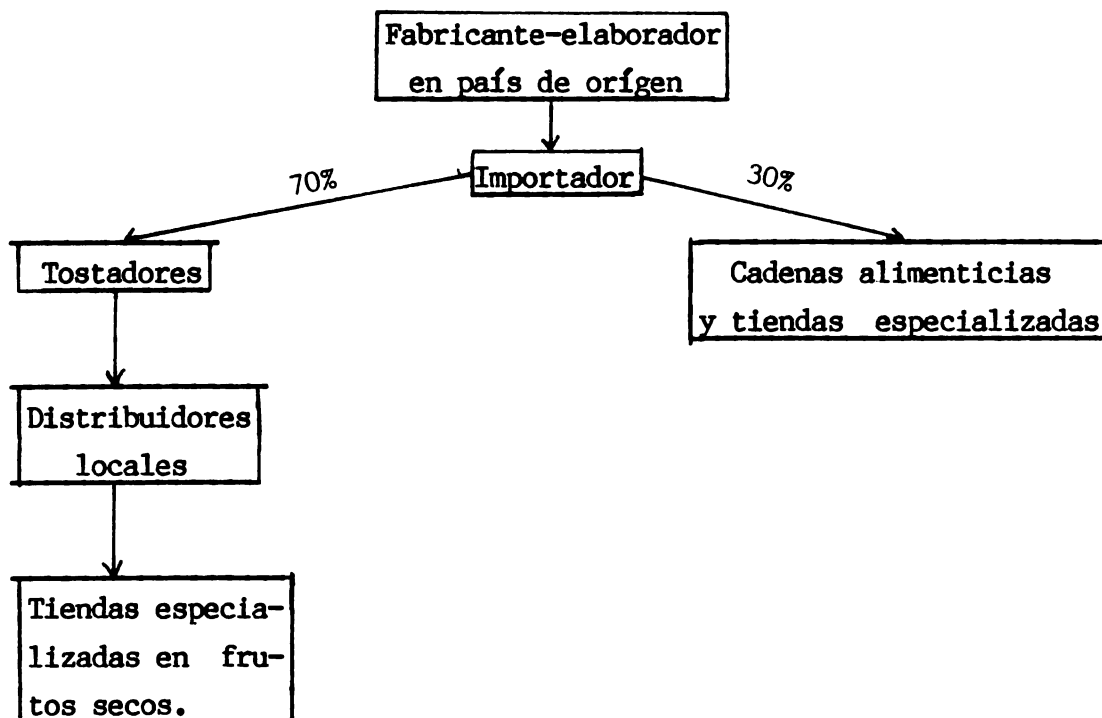 Fabricante-elaborador
en país de orígen
Importador
70%
30%
Tostadores
Cadenas alimenticias
y tiendas especializadas
Distribuidores
locales
Tiendas especia-
lizadas en fru-
tos secos.